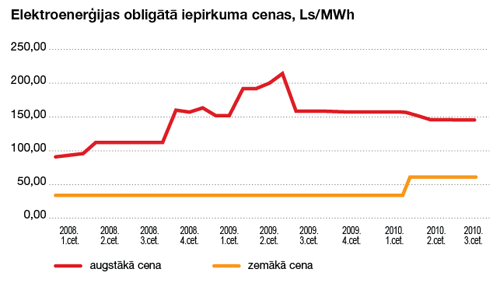 Elektroenerģijas obligātā iepirkuma cenas, Ls/MWh
250,00
200,00
150,00
100,00
50,00
0,00
2008. 2008. 2008. 2008. 2009. 2009. 2009. 2009. 2010. 2010. 2010.
1.cet. 2.cet. 3.cet. 4.cet. 1.cet. 2.cet. 3.cet. 4.cet. 1.cet. 2.cet. 3.cet.
augstākā cena zemākā cena